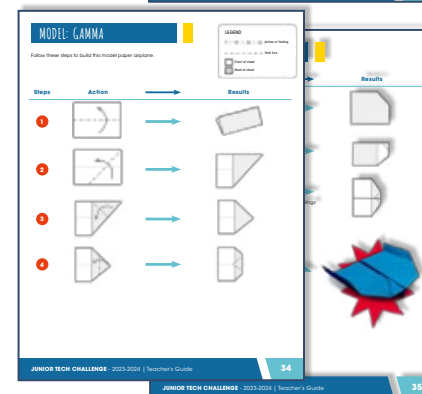 MODEL: GAMMA
LEGEND
Action of folding
Fold line
Front of sheet
Back of sheet
Follow these steps to build this model paper airplane.
Steps Action Results
1
2
3
4
JUNIOR TECH CHALLENGE - 2023-2024 | Teacher's Guide 34
Results
ings
JUNIOR TECH CHALLENGE - 2023-2024 | Teacher's Guide 35